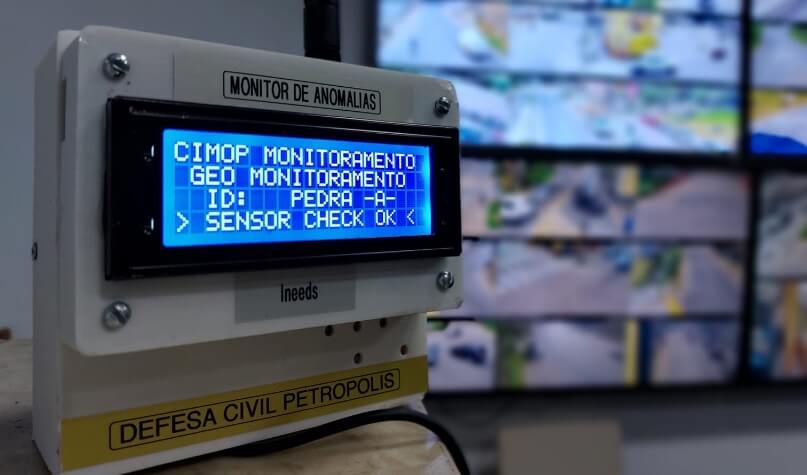 MONITOR DE ANOMALIAS
CIMOP MONITORAMENTO
GEO MONITORAMENTO
ID: PEDRA -A-
> SENSOR CHECK OK <
Ineeds
DEFESA CIVIL PETROPOLIS